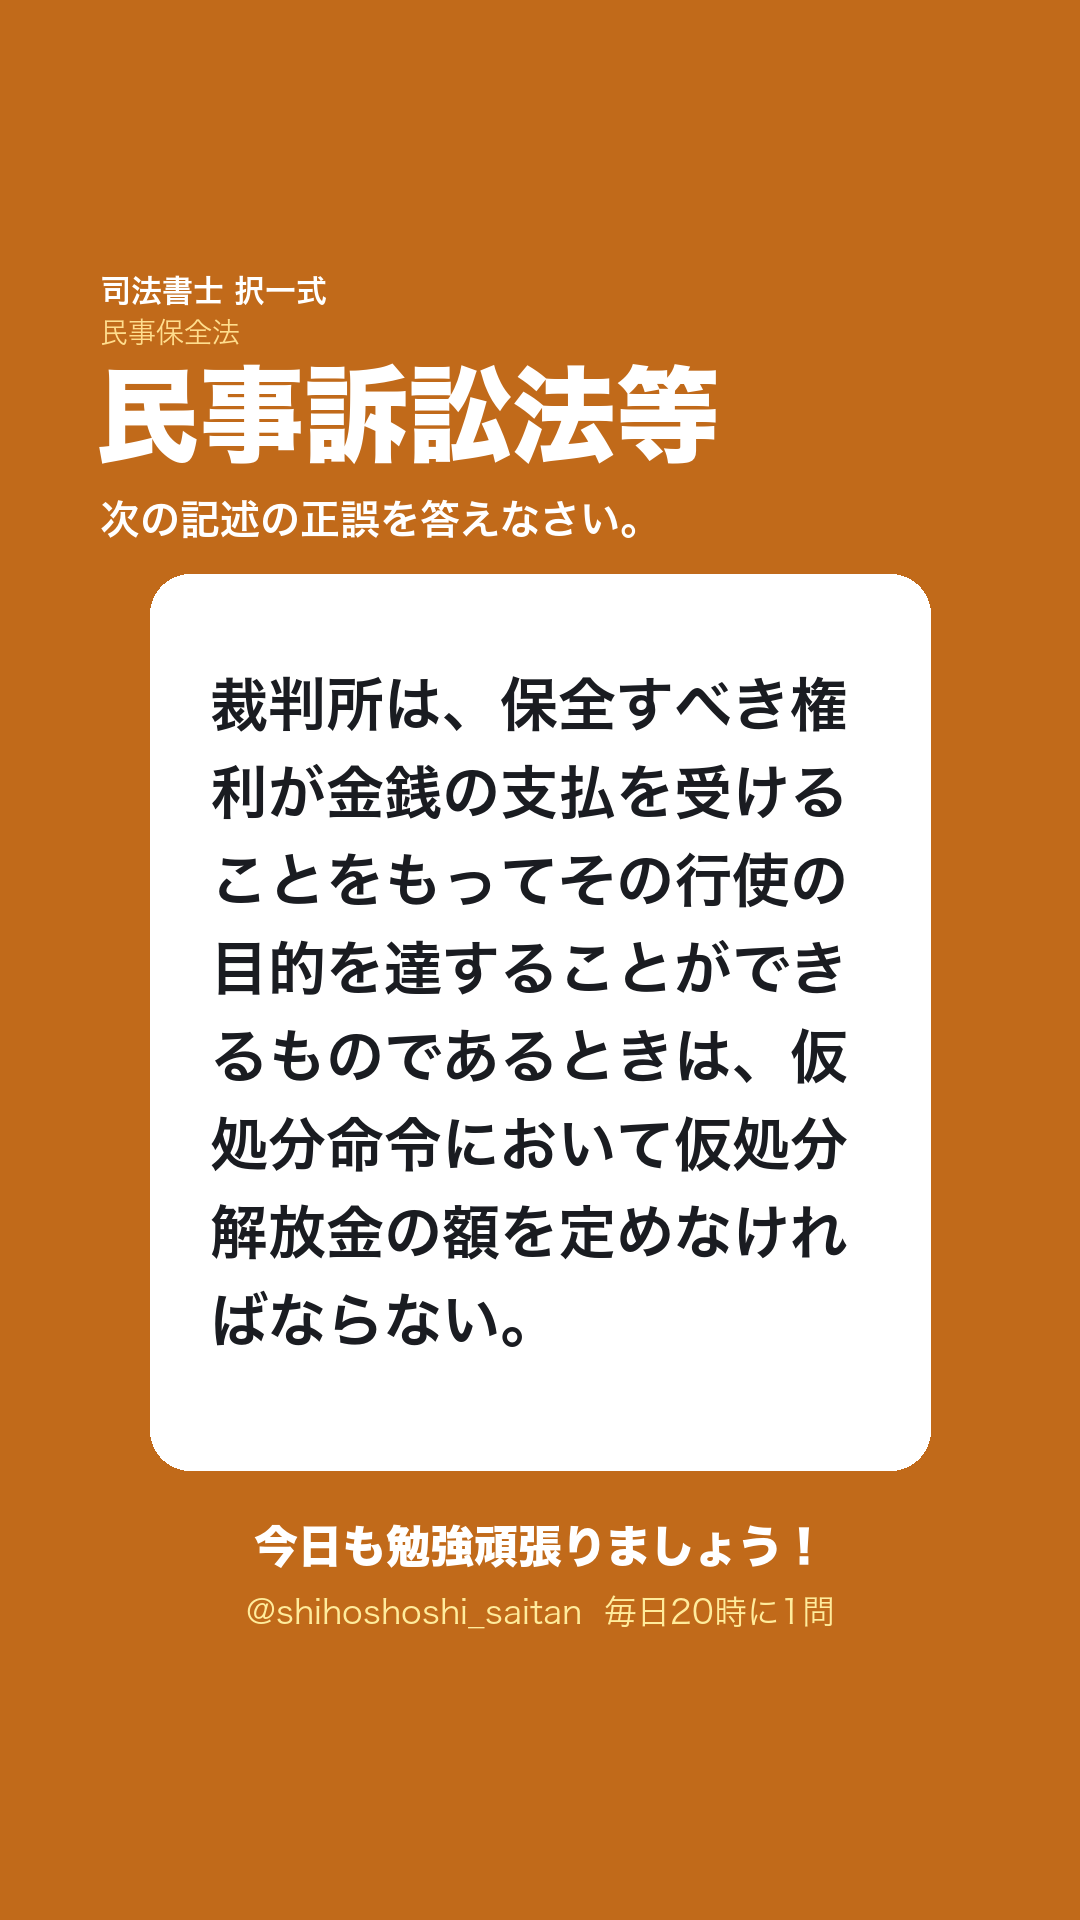 司法書士 択一式
民事保全法
民事訴訟法等
次の記述の正誤を答えなさい。
裁判所は、保全すべき権
利が金銭の支払を受ける
ことをもってその行使の
目的を達することができ
るものであるときは、仮
処分命令において仮処分
解放金の額を定めなけれ
ばならない。
今日も勉強頑張りましょう！
@shihoshoshi_saitan 毎日20時に1問